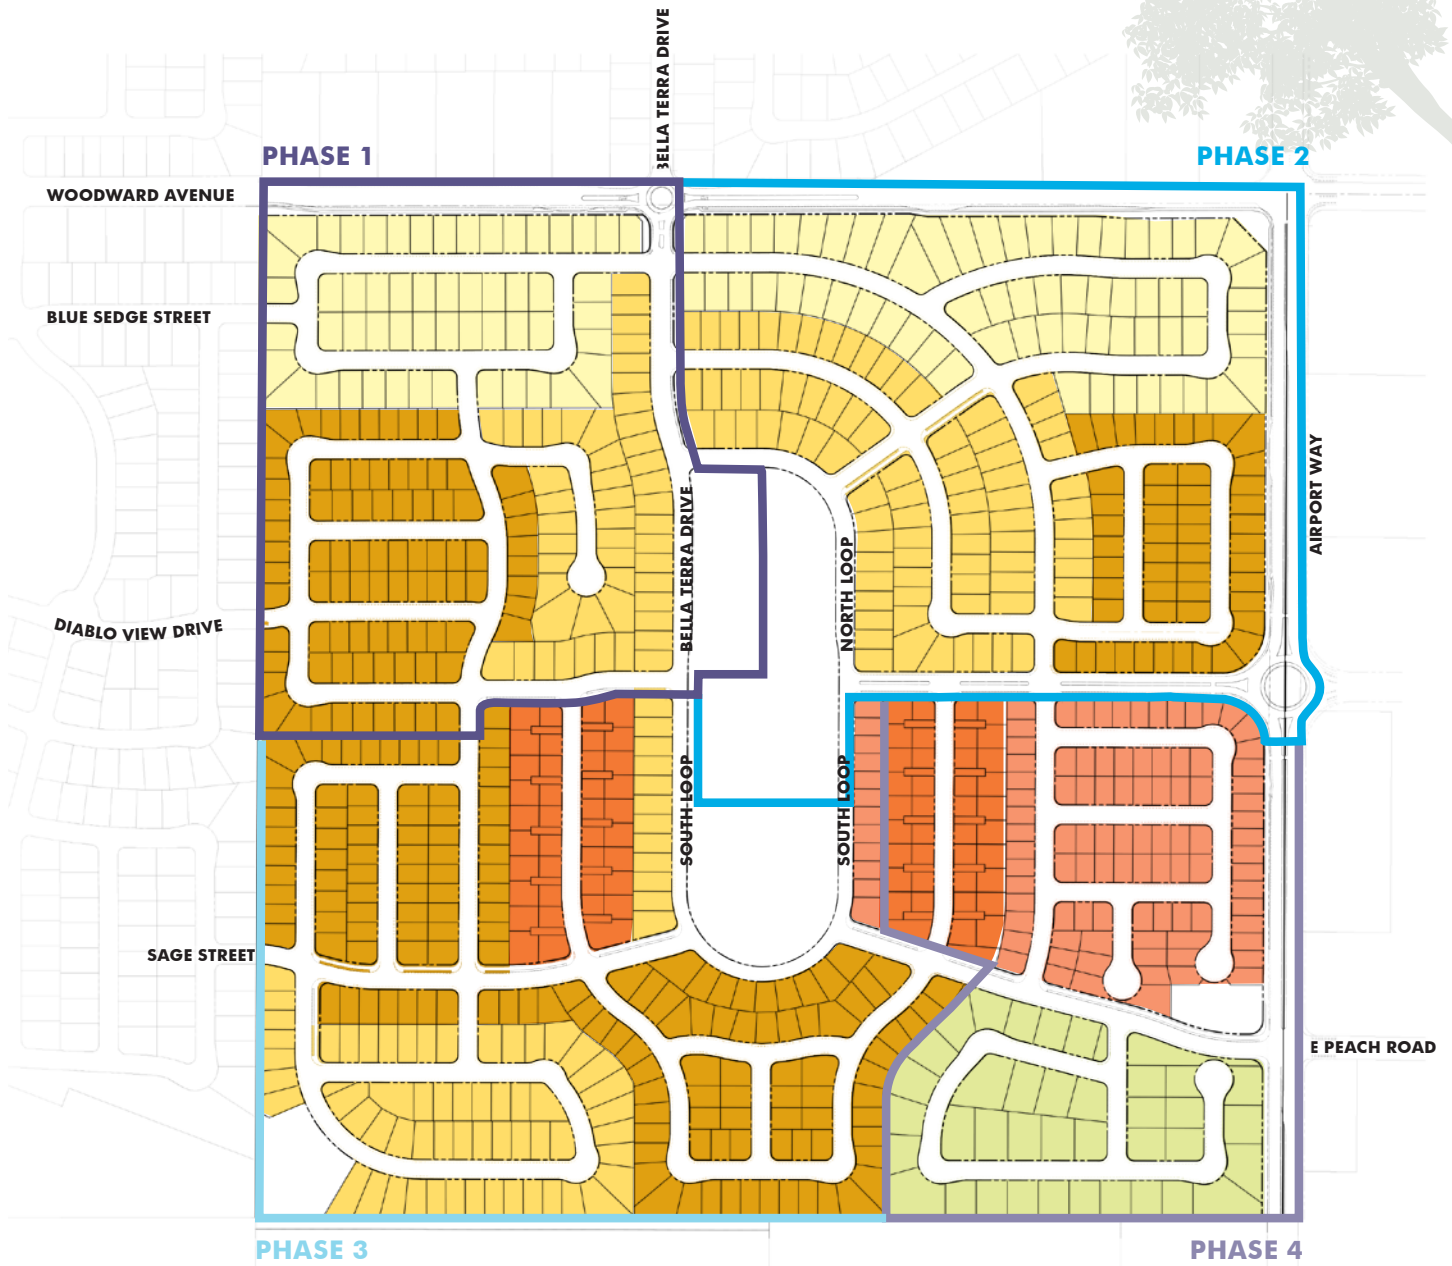 BELLA TERRA DRIVE
PHASE 1
PHASE 2
WOODWARD AVENUE
BLUE SEDGE STREET
AIRPORT WAY
BELLA TERRA DRIVE
NORTH LOOP
DIABLO VIEW DRIVE
SOUTH LOOP
SOUTH LOOP
SAGE STREET
E PEACH ROAD
PHASE 3
PHASE 4